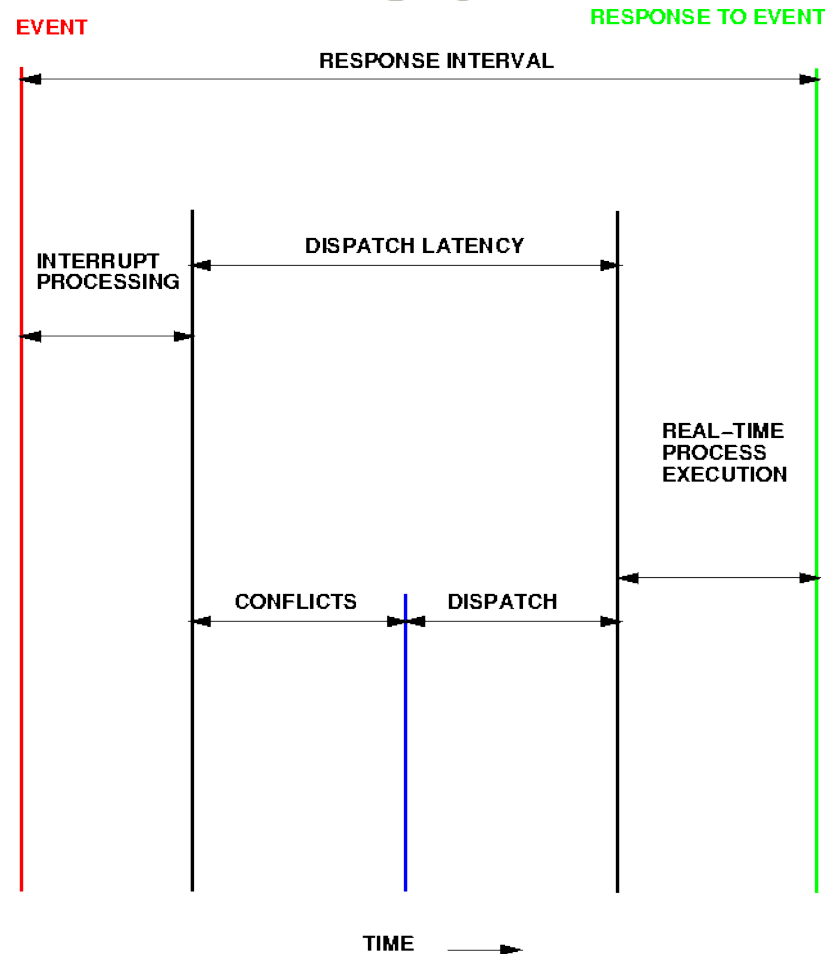 EVENT
RESPONSE TO EVENT
RESPONSE INTERVAL
DISPATCH LATENCY
INTERRUPT
PROCESSING
REAL–TIME
PROCESS
EXECUTION
CONFLICTS
DISPATCH
TIME